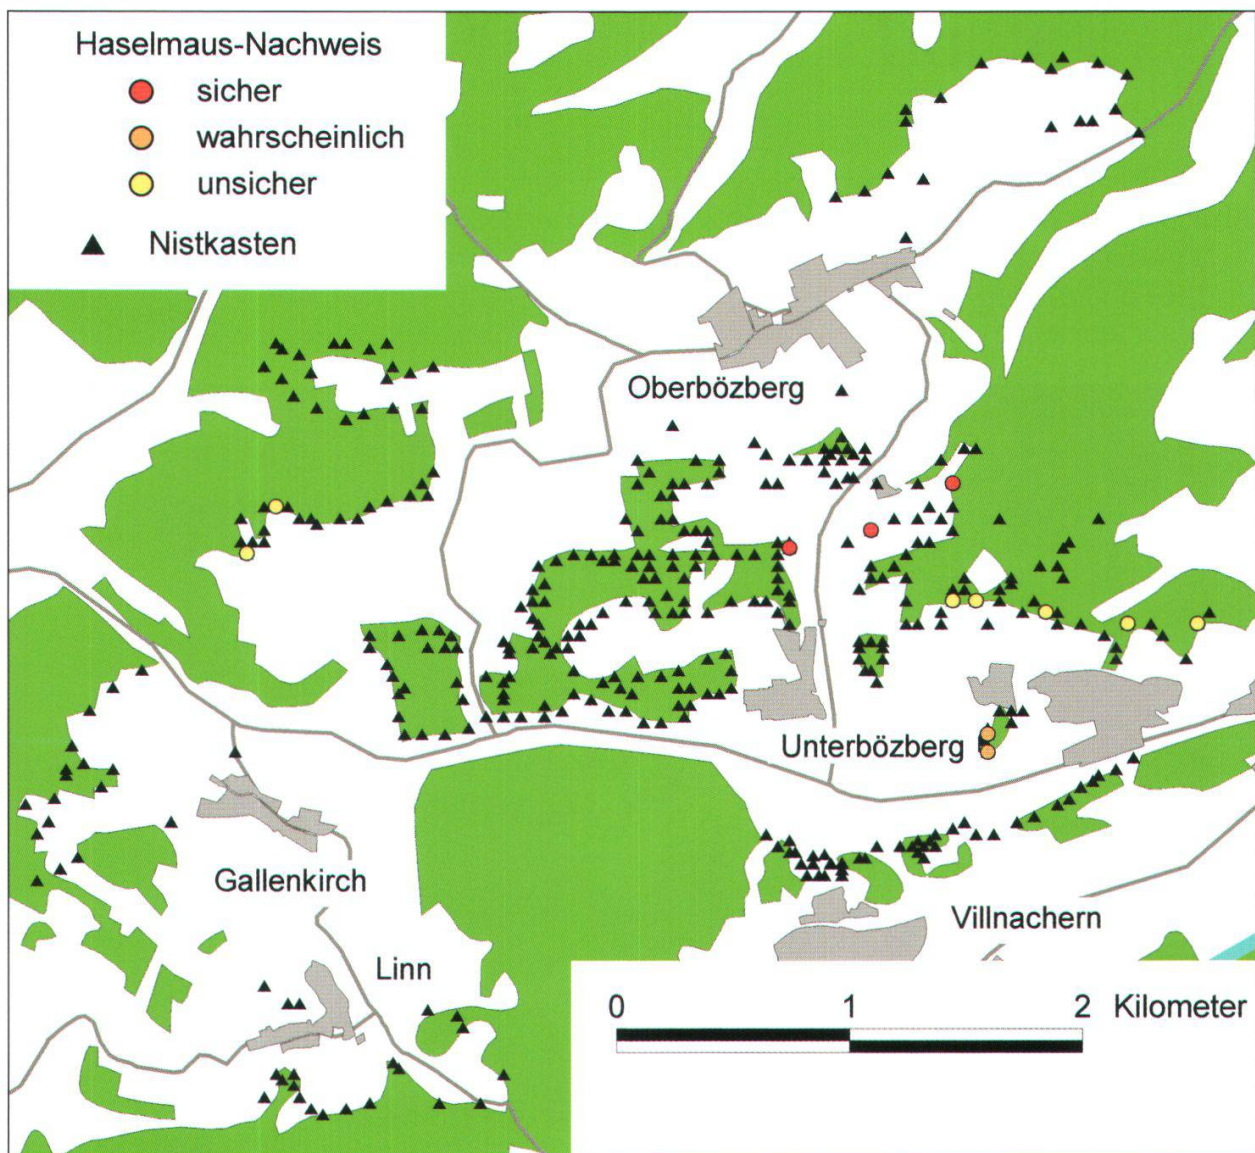 Haselmaus-Nachweis
sicher
wahrscheinlich
unsicher
Nistkasten
Oberbözberg
Unterbözberg
Gallenkirch
Villnachern
Linn
0 1 2 Kilometer